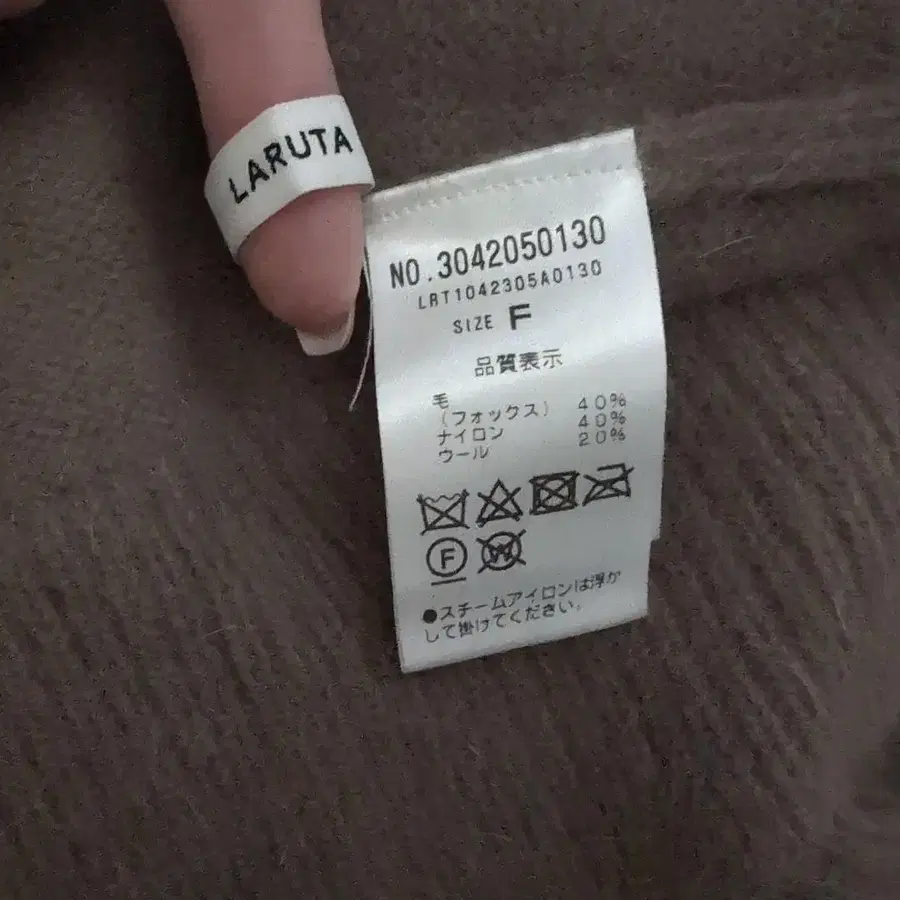 LARUTA
NO.3042050130
LRT1042305A0130
SIZE F
品質表示
毛
(フォックス) 40%
ナイロン 40%
ウール 20%
F
W
●スチームアイロンは浮か
して掛けてください。